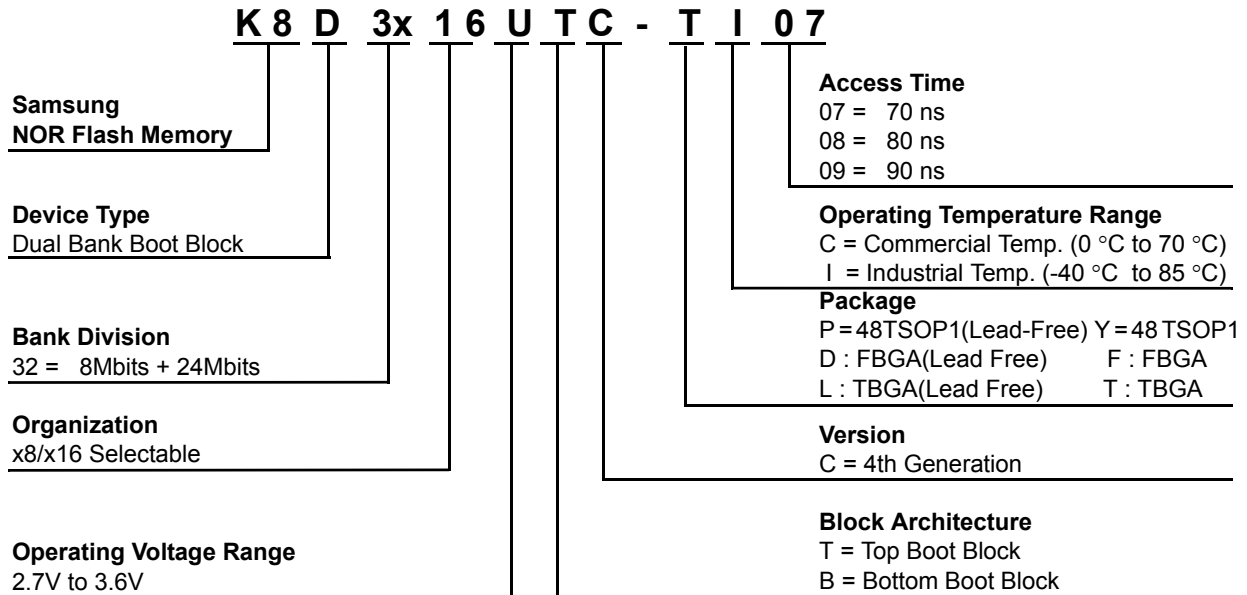 K 8 D 3x 1 6 U T C - T I 0 7
Samsung
NOR Flash Memory
Device Type
Dual Bank Boot Block
Bank Division
32 = 8Mbits + 24Mbits
Organization
x8/x16 Selectable
Operating Voltage Range
2.7V to 3.6V
Access Time
07 = 70 ns
08 = 80 ns
09 = 90 ns
Operating Temperature Range
C = Commercial Temp. (0 °C to 70 °C)
I = Industrial Temp. (-40 °C to 85 °C)
Package
P = 48TSOP1(Lead-Free) Y = 48 TSOP1
D : FBGA(Lead Free) F : FBGA
L : TBGA(Lead Free) T : TBGA
Version
C = 4th Generation
Block Architecture
T = Top Boot Block
B = Bottom Boot Block